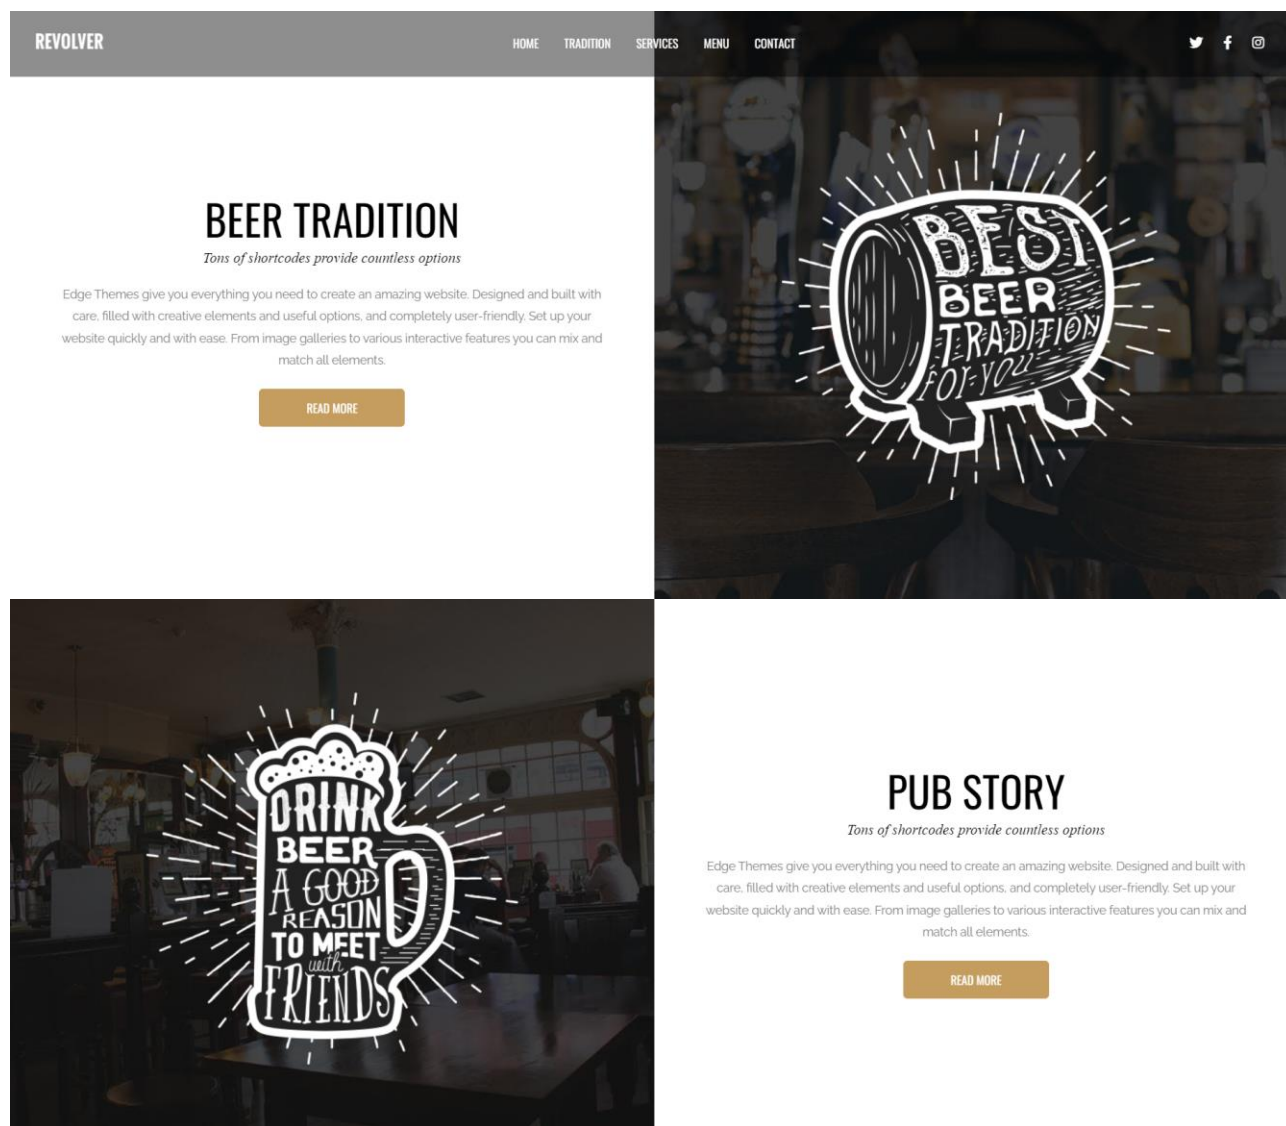 REVOLVER
HOME TRADITION SERVICES MENU CONTACT
BEER TRADITION
Tons of shortcodes provide countless options
Edge Themes give you everything you need to create an amazing website. Designed and built with
care, filled with creative elements and useful options, and completely user-friendly. Set up your
website quickly and with ease. From image galleries to various interactive features you can mix and
match all elements.
READ MORE
BEST
BEER
TRADITION
FOR YOU
DRINK
BEER
A GOOD
REASON
TO MEET
with
FRIENDS
PUB STORY
Tons of shortcodes provide countless options
Edge Themes give you everything you need to create an amazing website. Designed and built with
care, filled with creative elements and useful options, and completely user-friendly. Set up your
website quickly and with ease. From image galleries to various interactive features you can mix and
match all elements.
READ MORE